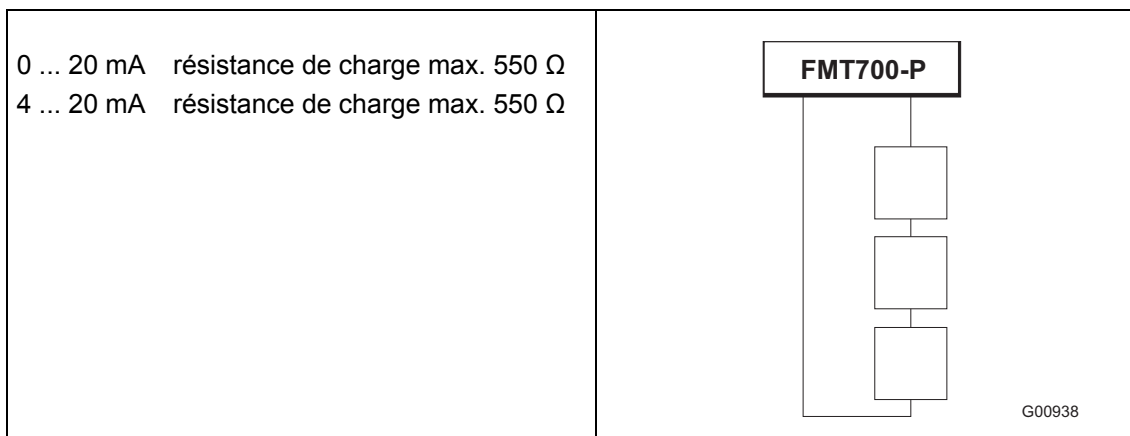 0 ... 20 mA résistance de charge max. 550 Ω
4 ... 20 mA résistance de charge max. 550 Ω
FMT700-P
G00938